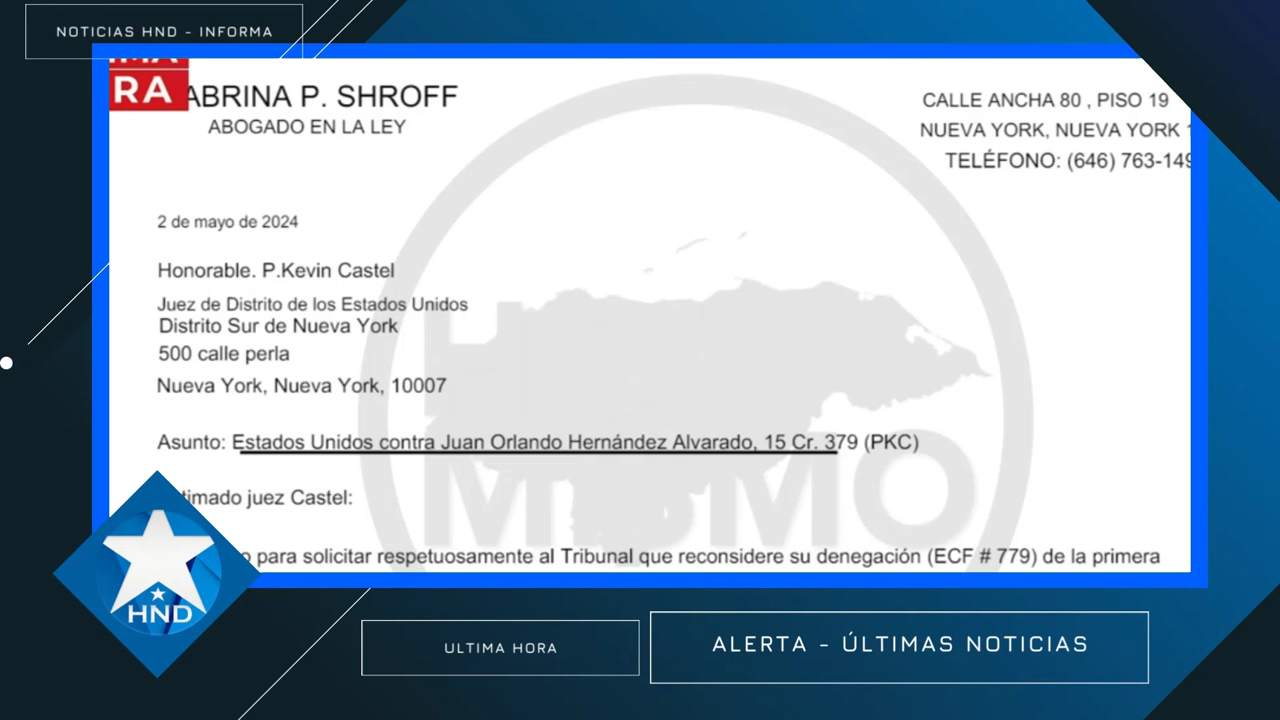 NOTICIAS HND - INFORMA
RA
ABRINA P. SHROFF
ABOGADO EN LA LEY
CALLE ANCHA 80 , PISO 19
NUEVA YORK, NUEVA YORK
TELÉFONO: (646) 763-149
2 de mayo de 2024
Honorable. P.Kevin Castel
Juez de Distrito de los Estados Unidos
Distrito Sur de Nueva York
500 calle perla
Nueva York, Nueva York, 10007
Asunto: Estados Unidos contra Juan Orlando Hernández Alvarado, 15 Cr. 379 (PKC)
timado juez Castel:
o para solicitar respetuosamente al Tribunal que reconsidere su denegación (ECF # 779) de la primera
HOY
MISMO
HND
ULTIMA HORA
ALERTA - ÚLTIMAS NOTICIAS